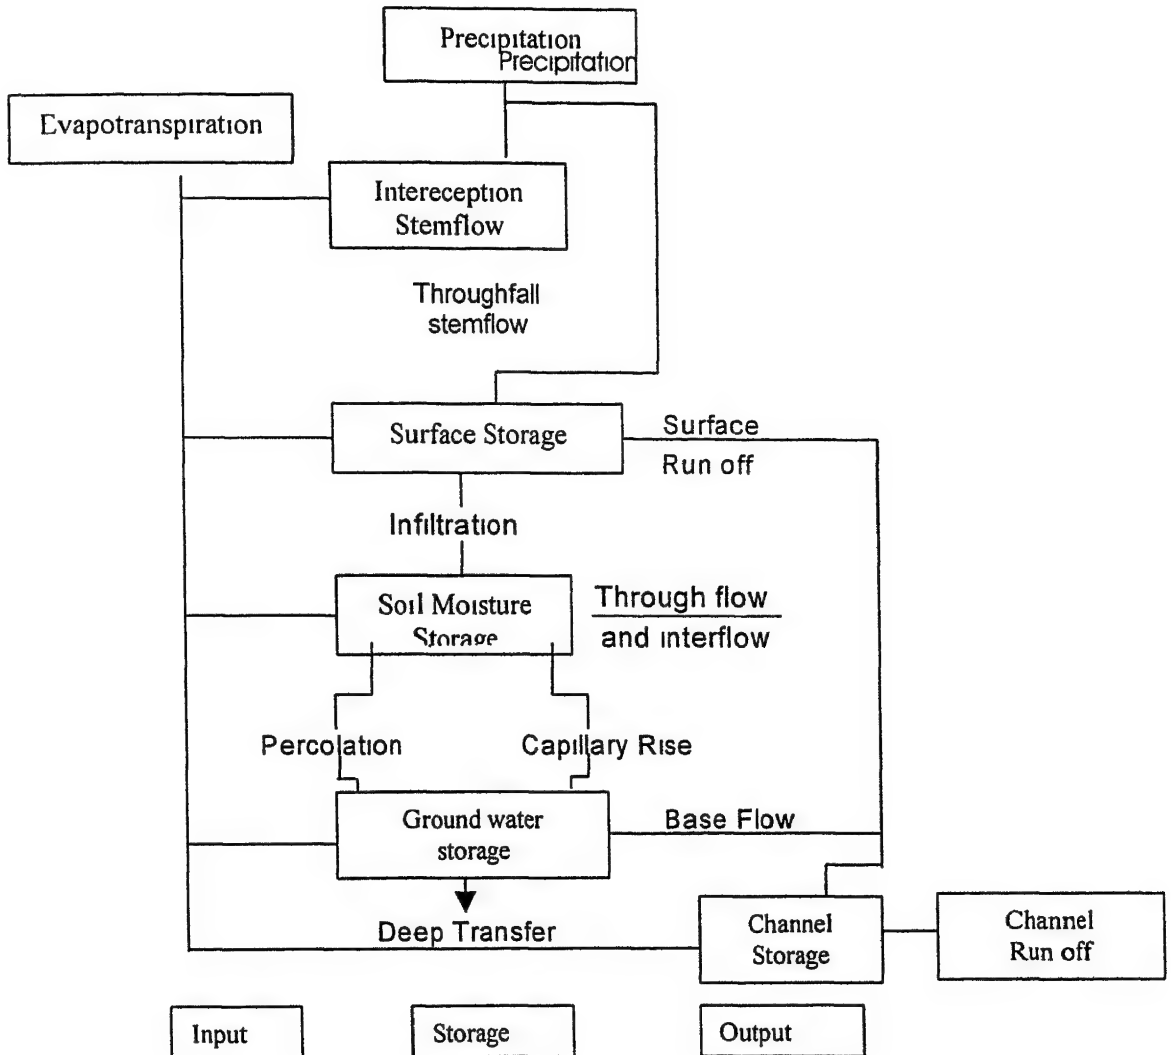 Precipitation
Precipitation
Evapotranspiration
Intereception
Stemflow
Throughfall
stemflow
Surface Storage
Surface
Run off
Infiltration
Soil Moisture
Storage
Through flow
and interflow
Percolation
Capillary Rise
Ground water
storage
Base Flow
Deep Transfer
Channel
Storage
Channel
Run off
Input
Storage
Output